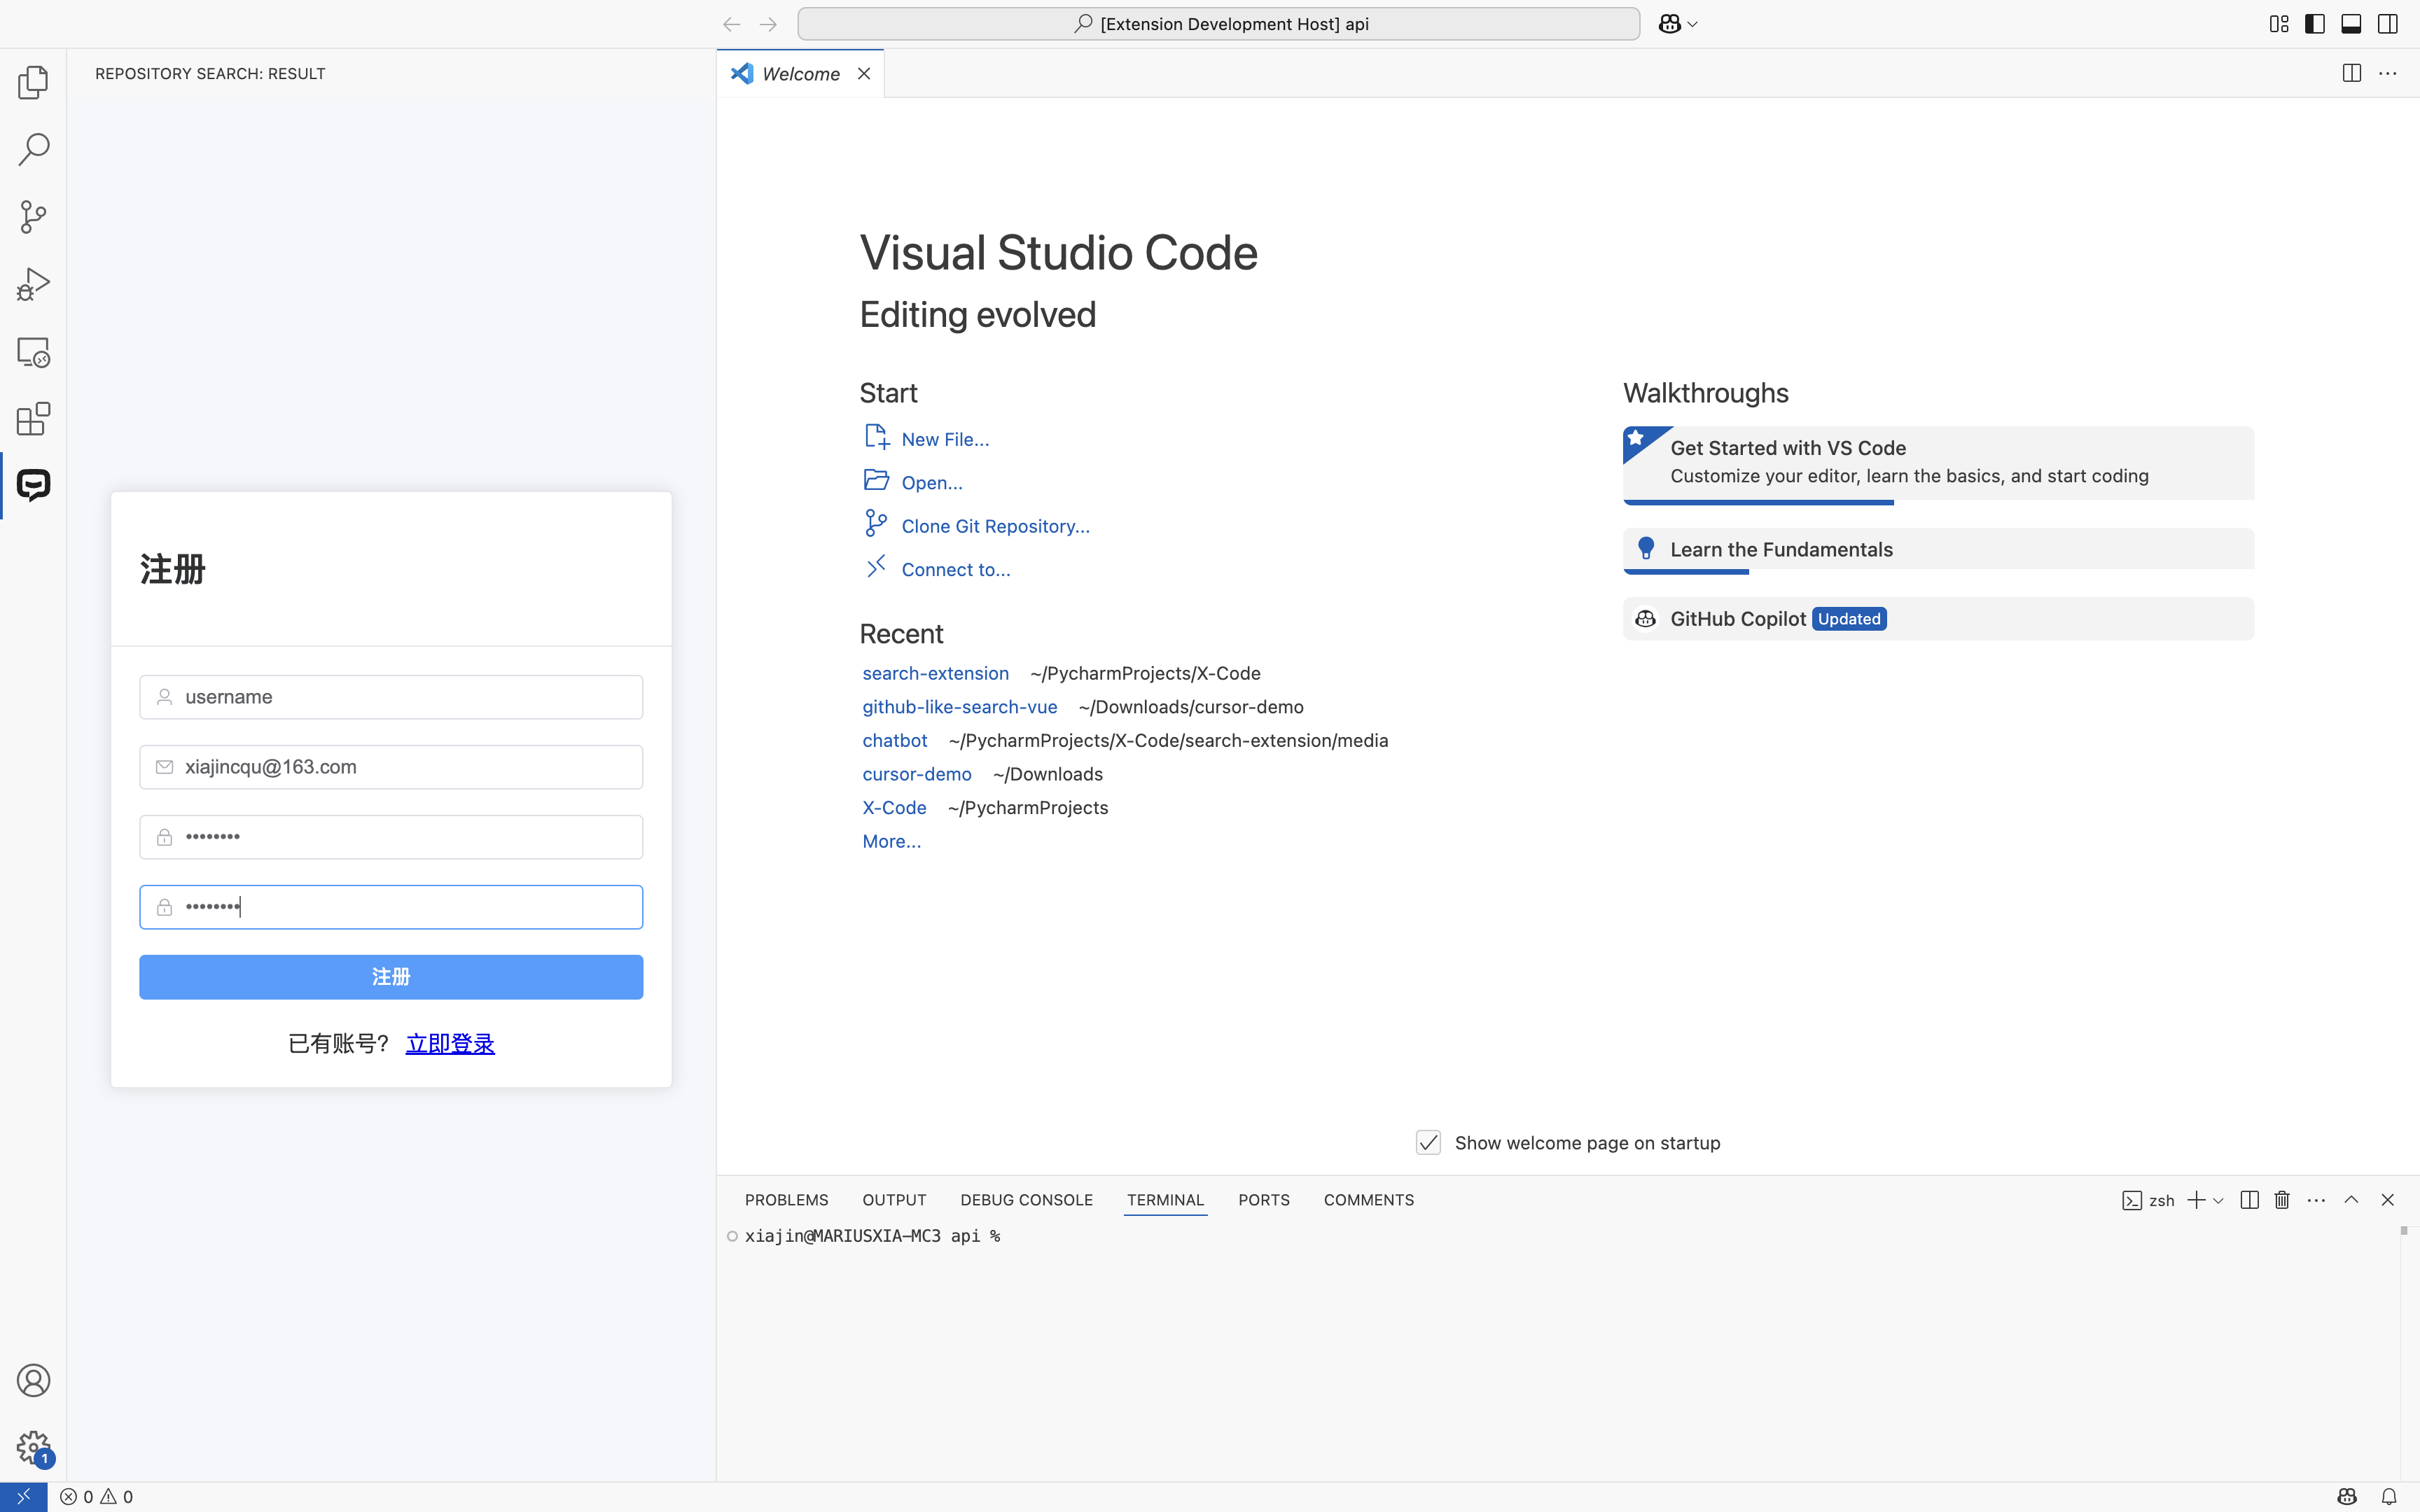 [Extension Development Host] api
REPOSITORY SEARCH: RESULT
Welcome
注册
username
xiajincqu@163.com
••••••••
••••••••
注册
已有账号? 立即登录
Visual Studio Code
Editing evolved
Start
New File...
Open...
Clone Git Repository...
Connect to...
Recent
search-extension ~/PycharmProjects/X-Code
github-like-search-vue ~/Downloads/cursor-demo
chatbot ~/PycharmProjects/X-Code/search-extension/media
cursor-demo ~/Downloads
X-Code ~/PycharmProjects
More...
Walkthroughs
Get Started with VS Code
Customize your editor, learn the basics, and start coding
Learn the Fundamentals
GitHub Copilot Updated
Show welcome page on startup
PROBLEMS OUTPUT DEBUG CONSOLE TERMINAL PORTS COMMENTS
zsh
xiajin@MARIUSXIA-MC3 api %
1
0 0